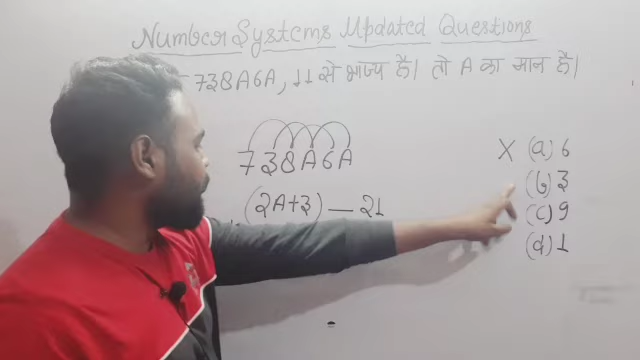 Number Systems Updated Questions
738A6A, 11 से भाज्य है। तो A का मान है।
738A6A
(2A+3) — 21
X (a) 6
(b) 3
(c) 9
(d) 1